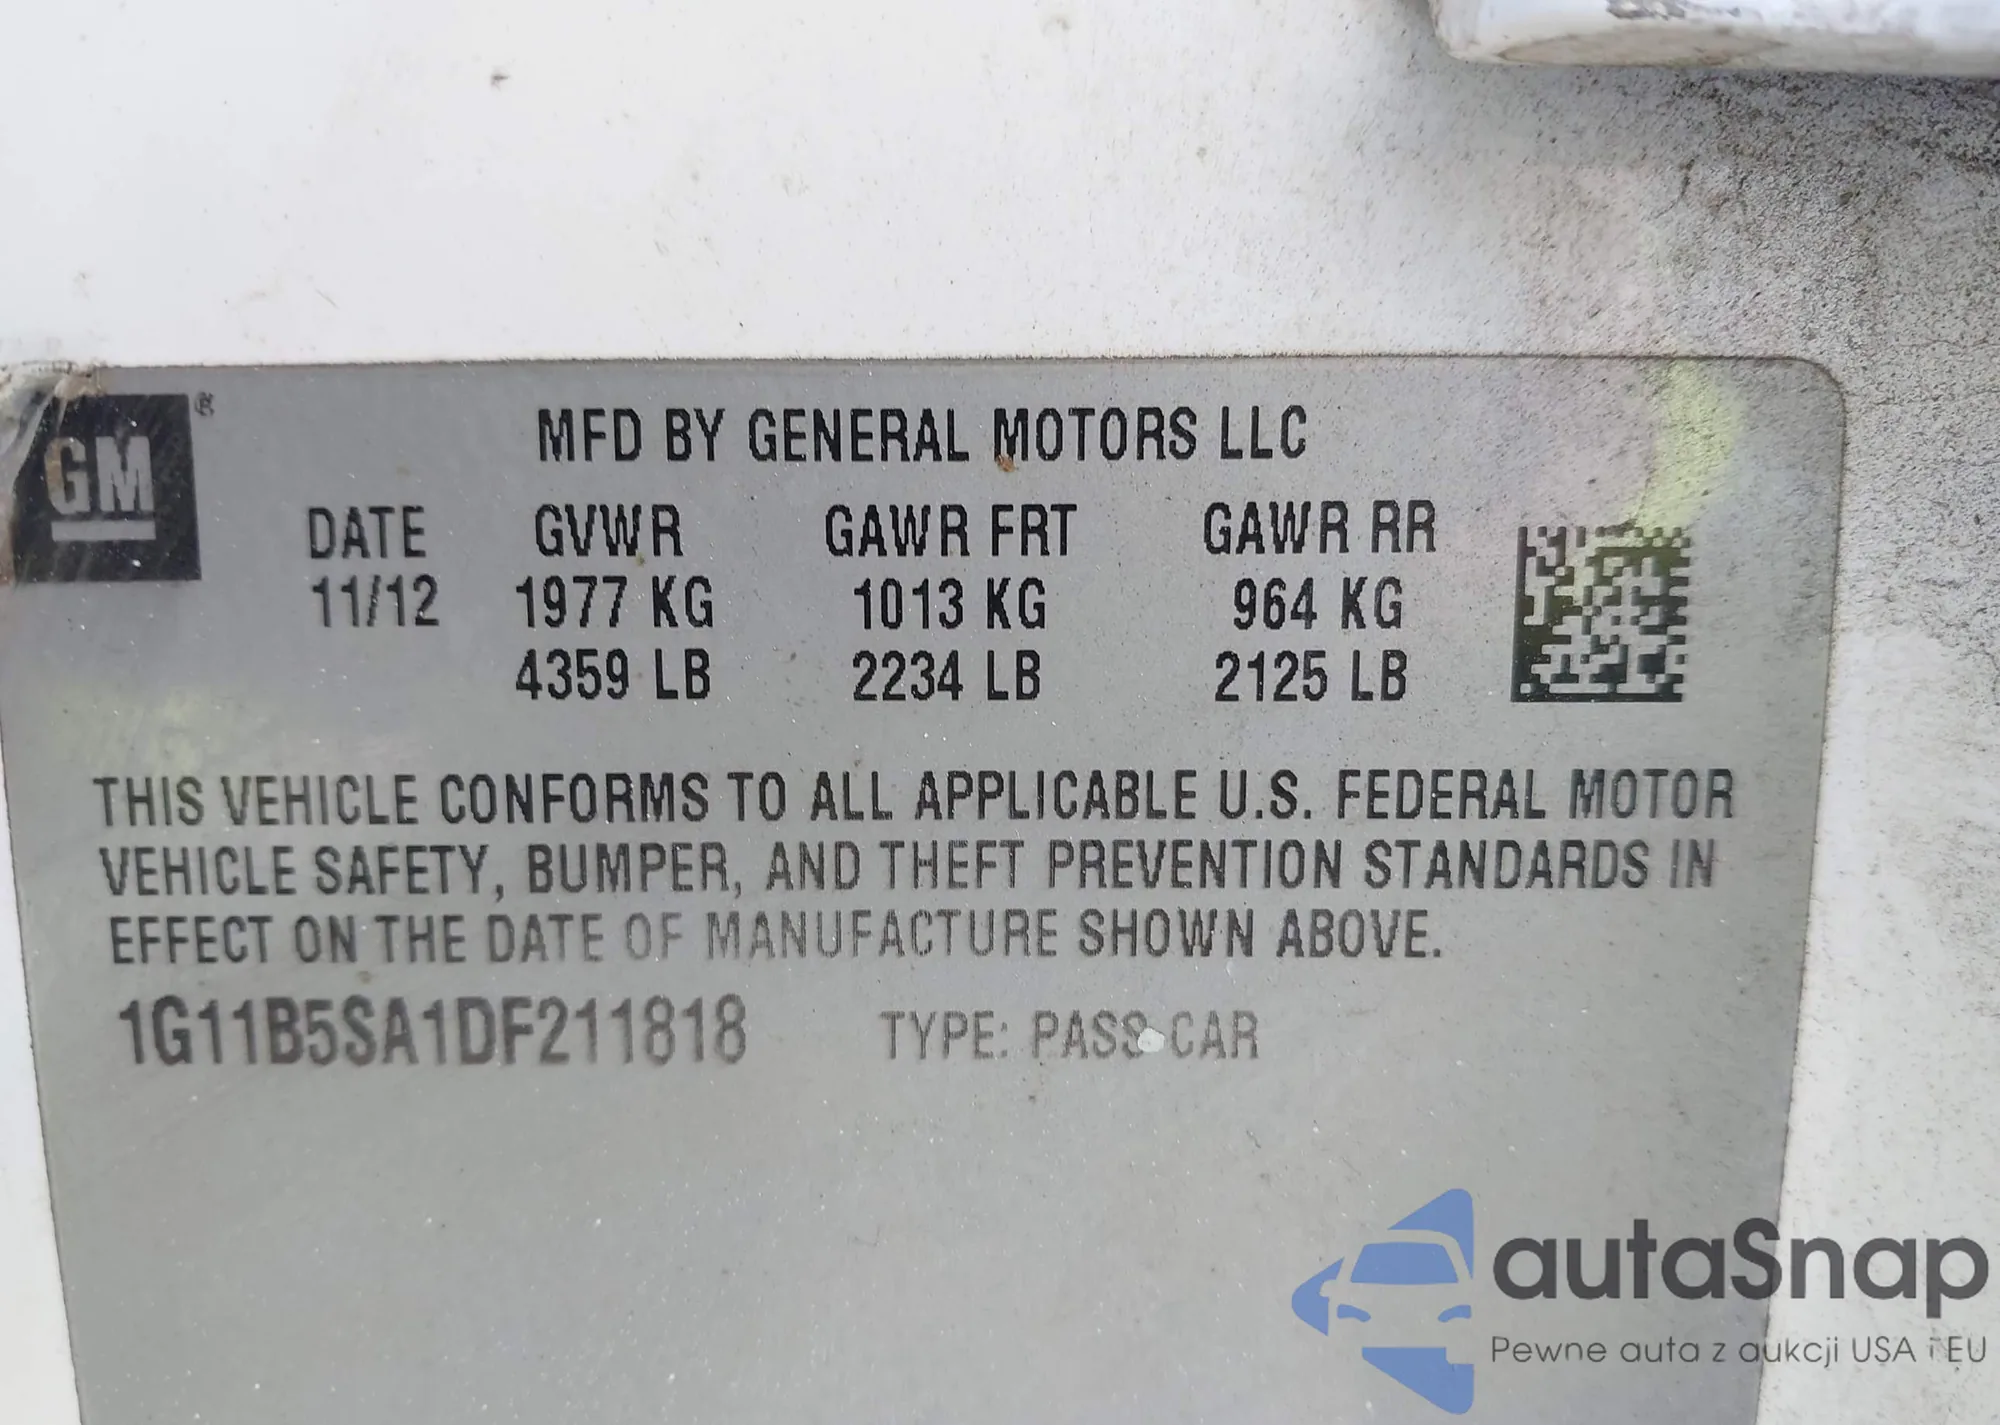 GM ®
MFD BY GENERAL MOTORS LLC
DATE GVWR GAWR FRT GAWR RR
11/12 1977 KG 1013 KG 964 KG
4359 LB 2234 LB 2125 LB
THIS VEHICLE CONFORMS TO ALL APPLICABLE U.S. FEDERAL MOTOR
VEHICLE SAFETY, BUMPER, AND THEFT PREVENTION STANDARDS IN
EFFECT ON THE DATE OF MANUFACTURE SHOWN ABOVE.
1G11B5SA1DF211818 TYPE: PASS CAR
autaSnap
Pewne auta z aukcji USA i EU